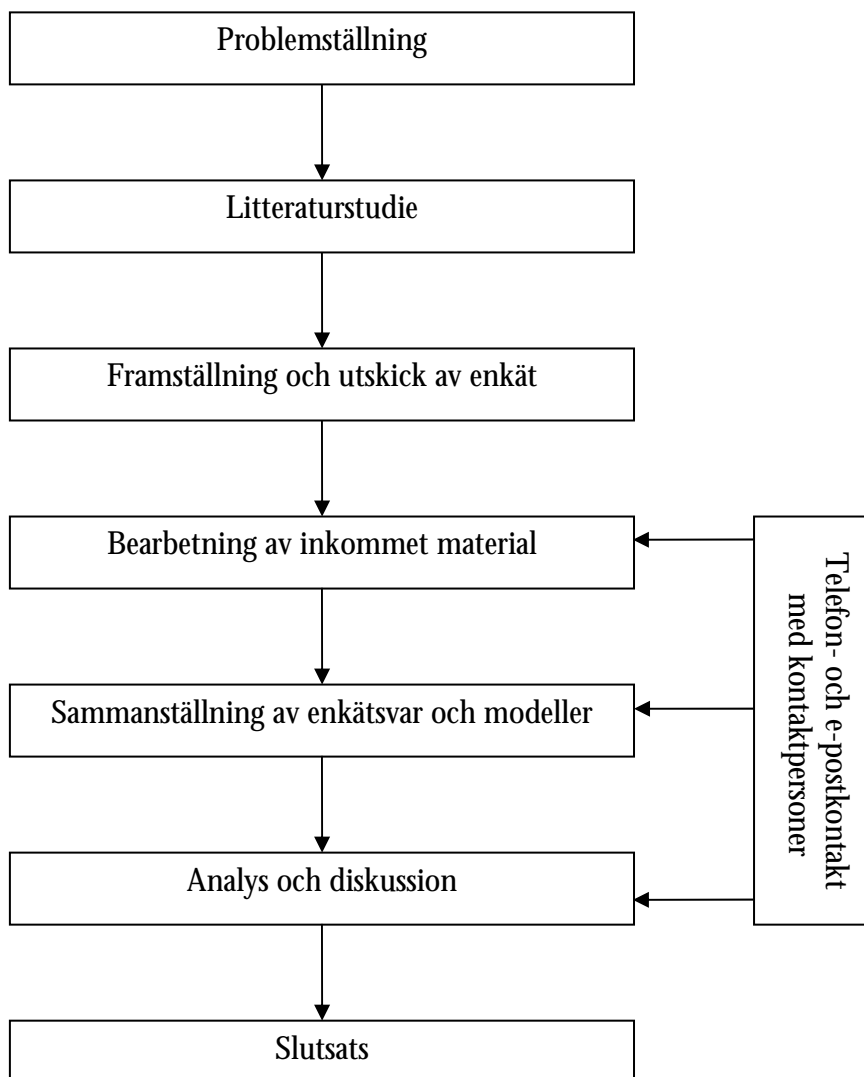 Problemställning
Litteraturstudie
Framställning och utskick av enkät
Bearbetning av inkommet material
Sammanställning av enkätsvar och modeller
Analys och diskussion
Slutsats
Telefon- och e-postkontakt
med kontaktpersoner